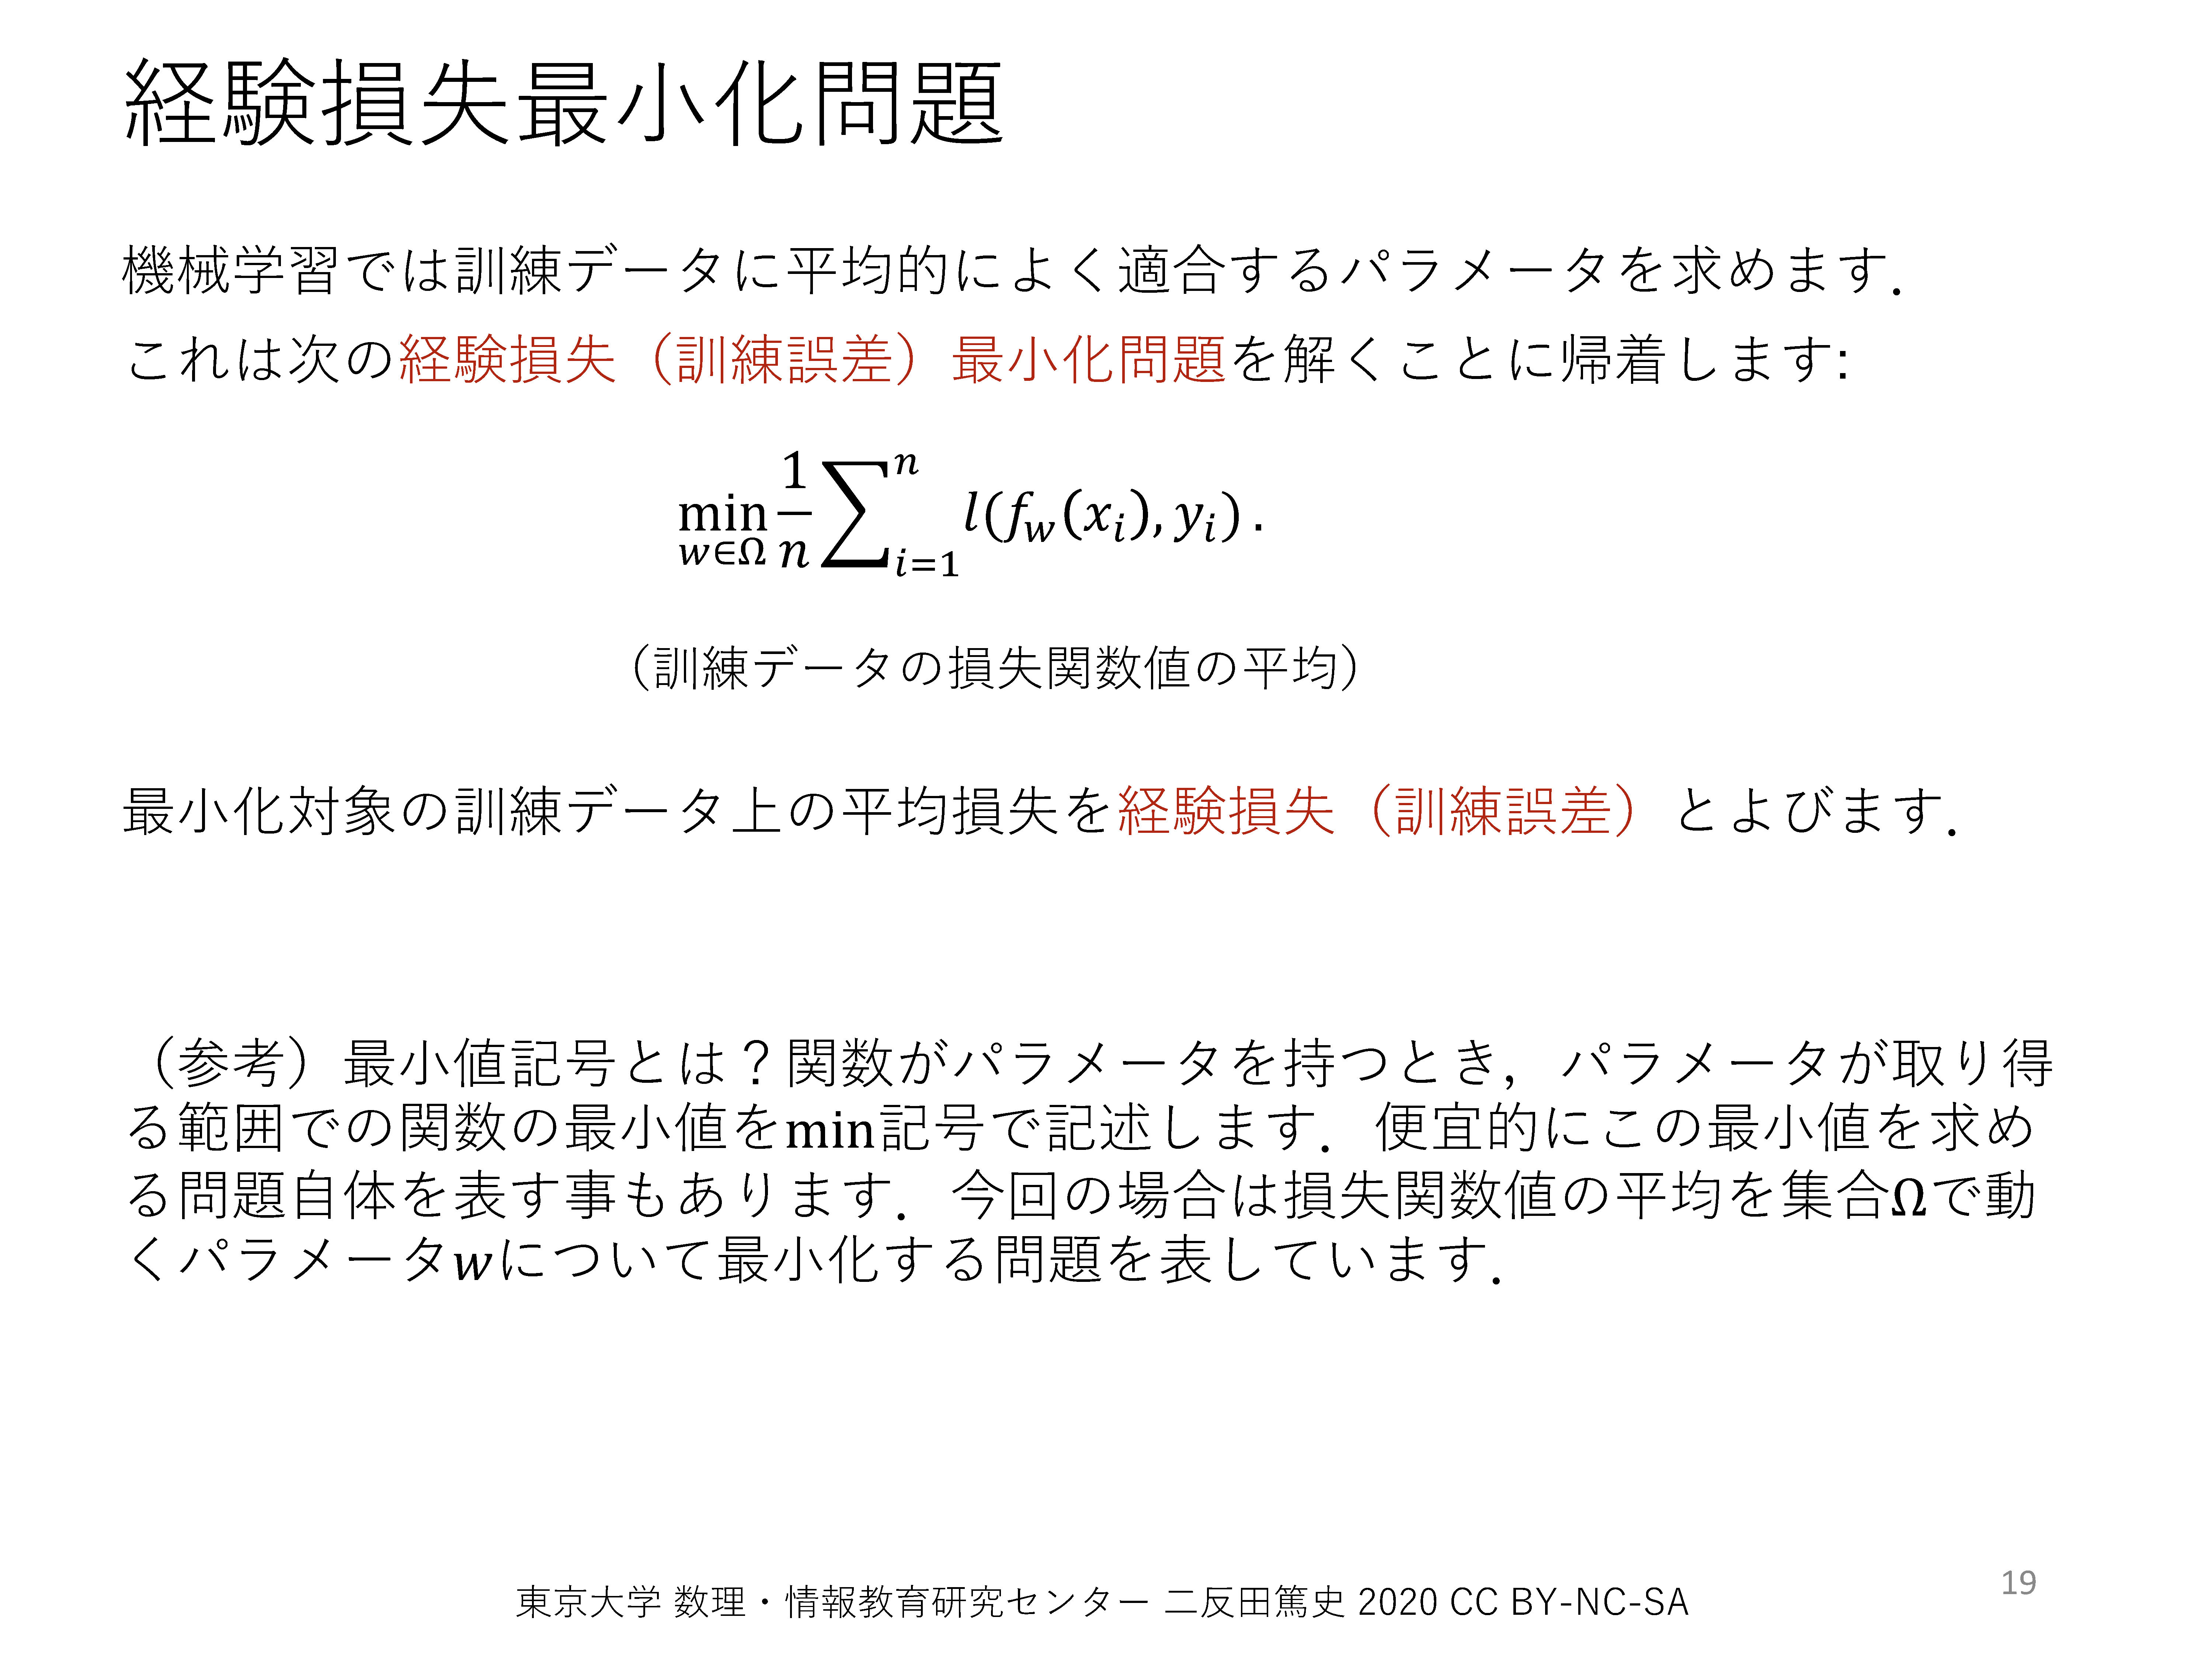 経験損失最小化問題
機械学習では訓練データに平均的によく適合するパラメータを求めます．
これは次の経験損失（訓練誤差）最小化問題を解くことに帰着します:
$\min_{w \in \Omega} \frac{1}{n} \sum_{i=1}^{n} l(f_w(x_i), y_i).$
（訓練データの損失関数値の平均）
最小化対象の訓練データ上の平均損失を経験損失（訓練誤差）とよびます．
（参考）最小値記号とは？関数がパラメータを持つとき，パラメータが取り得
る範囲での関数の最小値をmin記号で記述します．便宜的にこの最小値を求め
る問題自体を表す事もあります．今回の場合は損失関数値の平均を集合Ωで動
くパラメータwについて最小化する問題を表しています．
東京大学 数理・情報教育研究センター 二反田篤史 2020 CC BY-NC-SA
19